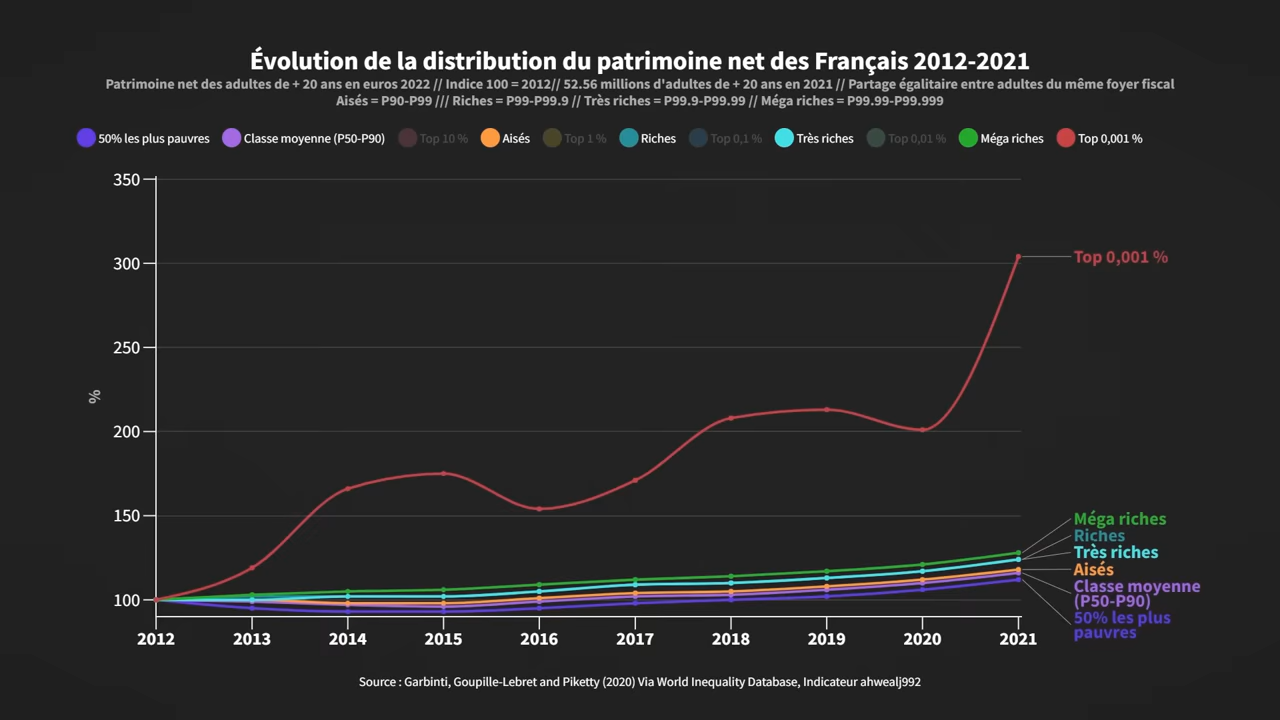 Évolution de la distribution du patrimoine net des Français 2012-2021
Patrimoine net des adultes de + 20 ans en euros 2022 // Indice 100 = 2012// 52.56 millions d'adultes de + 20 ans en 2021 // Partage égalitaire entre adultes du même foyer fiscal
Aisés = P90-P99 /// Riches = P99-P99.9 // Très riches = P99.9-P99.99 // Méga riches = P99.99-P99.999
50% les plus pauvres Classe moyenne (P50-P90) Top 10 % Aisés Top 1 % Riches Top 0,1 % Très riches Top 0,01 % Méga riches Top 0,001 %
350
300
250
200
150
100
%
Top 0,001 %
Méga riches
Riches
Très riches
Aisés
Classe moyenne
(P50-P90)
50% les plus
pauvres
2012 2013 2014 2015 2016 2017 2018 2019 2020 2021
Source : Garbinti, Goupille-Lebret and Piketty (2020) Via World Inequality Database, Indicateur ahwealj992